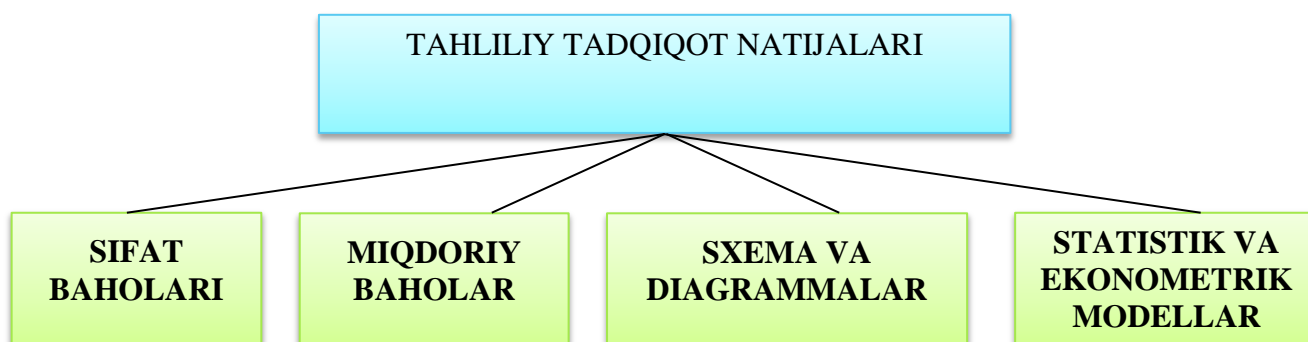 TAHLILIY TADQIQOT NATIJALARI
SIFAT
BAHOLARI
MIQDORIY
BAHOLAR
SXEMA VA
DIAGRAMMALAR
STATISTIK VA
EKONOMETRIK
MODELLAR